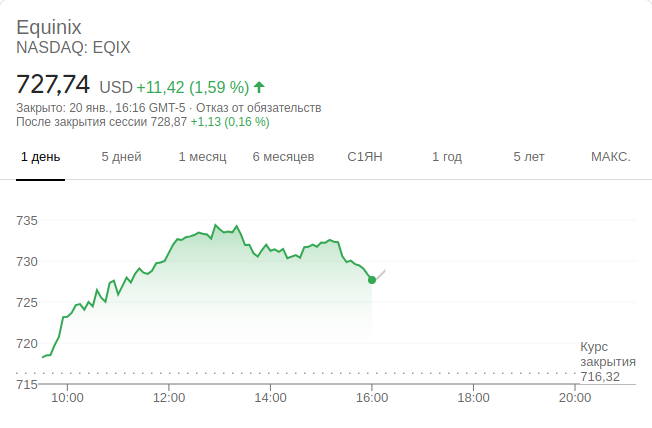 Equinix
NASDAQ: EQIX
727,74 USD +11,42 (1,59 %)
Закрыто: 20 янв., 16:16 GMT-5 · Отказ от обязательств
После закрытия сессии 728,87 +1,13 (0,16 %)
1 день 5 дней 1 месяц 6 месяцев С1ЯН 1 год 5 лет МАКС.
735
730
725
720
Курс
закрытия
716,32
715
10:00 12:00 14:00 16:00 18:00 20:00